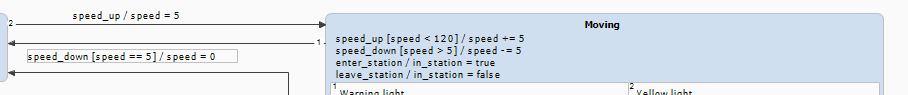 2
speed_up / speed = 5
Moving
speed_up [speed < 120] / speed += 5
1
speed_down [speed > 5] / speed -= 5
speed_down [speed == 5] / speed = 0
enter_station / in_station = true
leave_station / in_station = false
1
Warning light
2
Yellow light